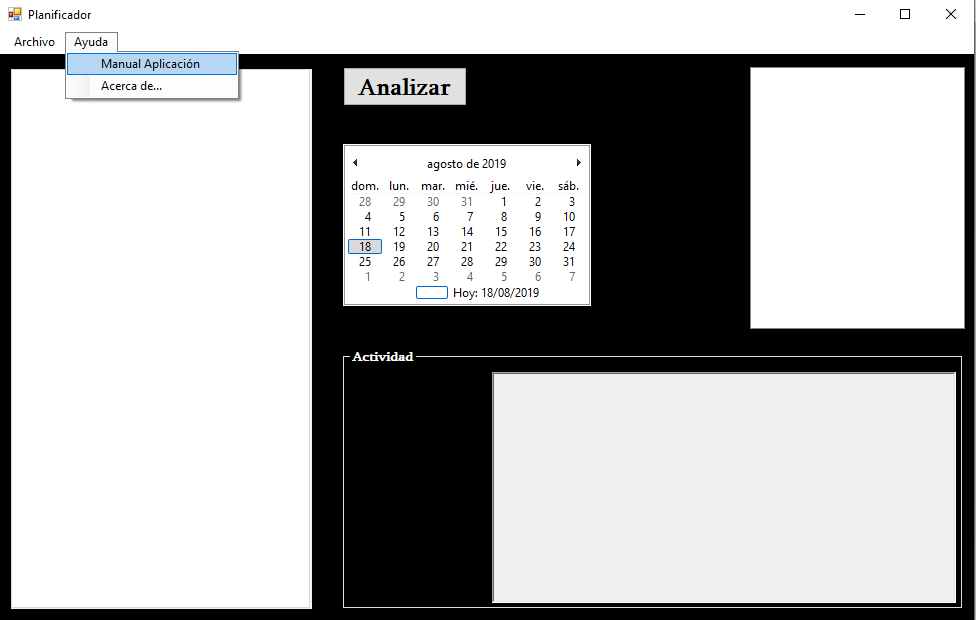 Planificador
Archivo Ayuda
Manual Aplicación
Acerca de...
Analizar
agosto de 2019
dom. lun. mar. mié. jue. vie. sáb.
28 29 30 31 1 2 3
4 5 6 7 8 9 10
11 12 13 14 15 16 17
18 19 20 21 22 23 24
25 26 27 28 29 30 31
1 2 3 4 5 6 7
Hoy: 18/08/2019
Actividad